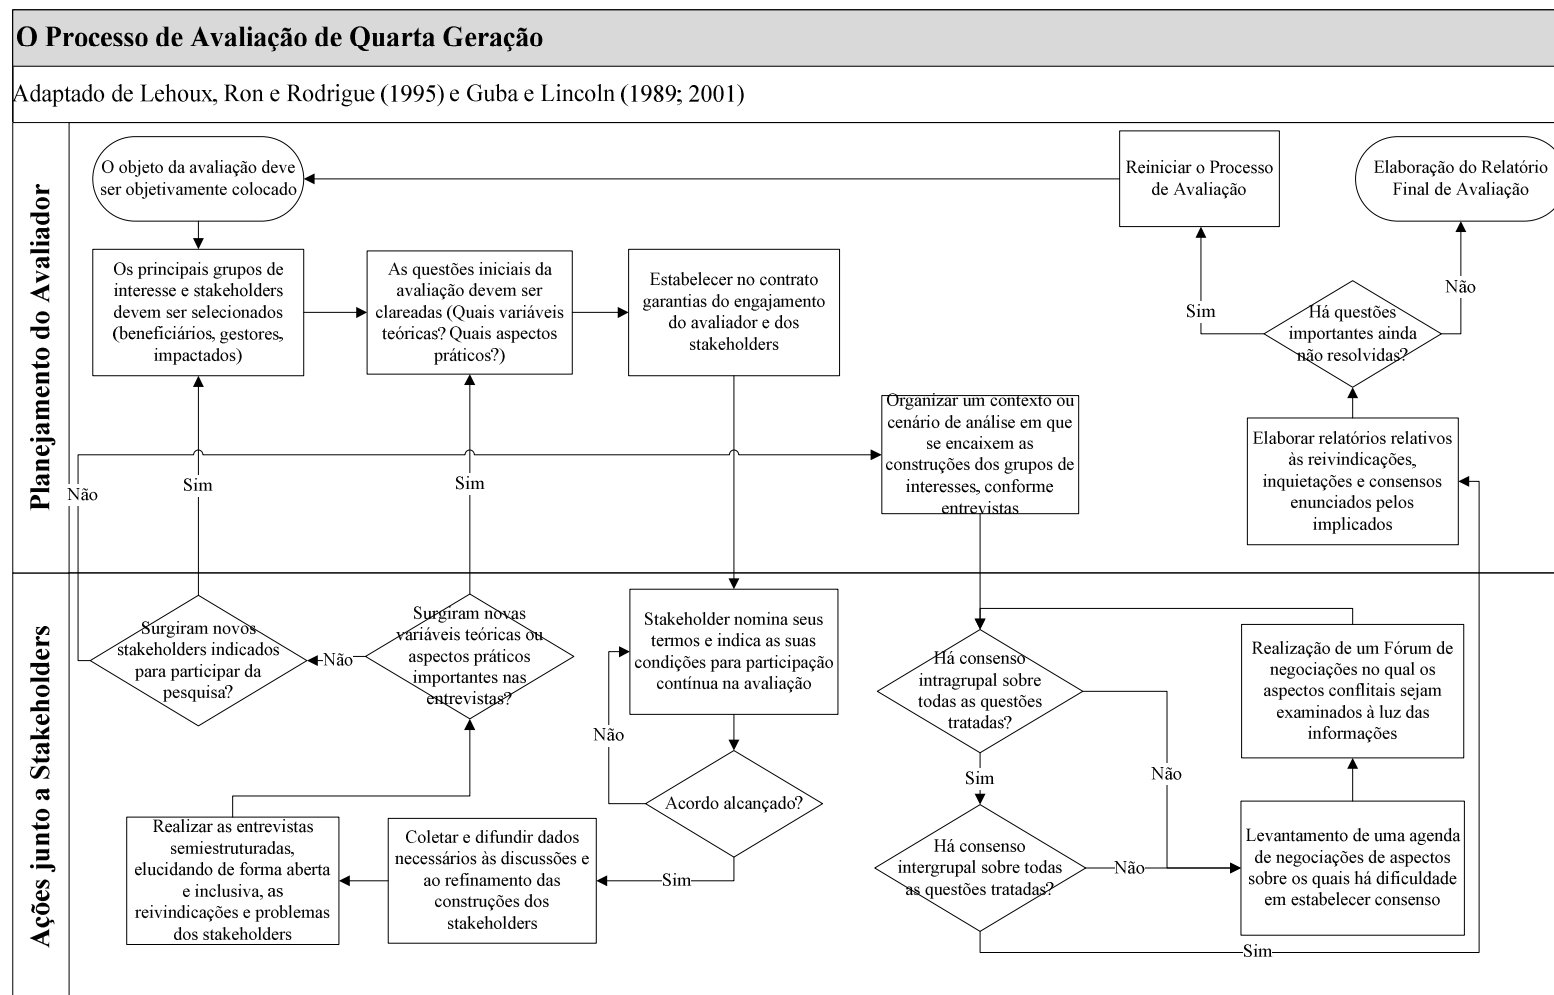 O Processo de Avaliação de Quarta Geração
Adaptado de Lehoux, Ron e Rodrigue (1995) e Guba e Lincoln (1989; 2001)
Planejamento do Avaliador
O objeto da avaliação deve
ser objetivamente colocado
Reiniciar o Processo
de Avaliação
Elaboração do Relatório
Final de Avaliação
Os principais grupos de
interesse e stakeholders
devem ser selecionados
(beneficiários, gestores,
impactados)
As questões iniciais da
avaliação devem ser
clareadas (Quais variáveis
teóricas? Quais aspectos
práticos?)
Estabelecer no contrato
garantias do engajamento
do avaliador e dos
stakeholders
Sim
Não
Há questões
importantes ainda
não resolvidas?
Organizar um contexto ou
cenário de análise em que
se encaixem as
construções dos grupos de
interesses, conforme
entrevistas
Elaborar relatórios relativos
às reivindicações,
inquietações e consensos
enunciados pelos
implicados
Não
Sim
Sim
Ações junto a Stakeholders
Surgiram novos
stakeholders indicados
para participar da
pesquisa?
Não
Surgiram novas
variáveis teóricas ou
aspectos práticos
importantes nas
entrevistas?
Stakeholder nomina seus
termos e indica as suas
condições para participação
contínua na avaliação
Não
Acordo alcançado?
Sim
Há consenso
intragrupal sobre
todas as questões
tratadas?
Sim
Não
Realização de um Fórum de
negociações no qual os
aspectos conflitais sejam
examinados à luz das
informações
Realizar as entrevistas
semiestruturadas,
elucidando de forma aberta
e inclusiva, as
reivindicações e problemas
dos stakeholders
Coletar e difundir dados
necessários às discussões e
ao refinamento das
construções dos
stakeholders
Há consenso
intergrupal sobre todas
as questões tratadas?
Não
Levantamento de uma agenda
de negociações de aspectos
sobre os quais há dificuldade
em estabelecer consenso
Sim